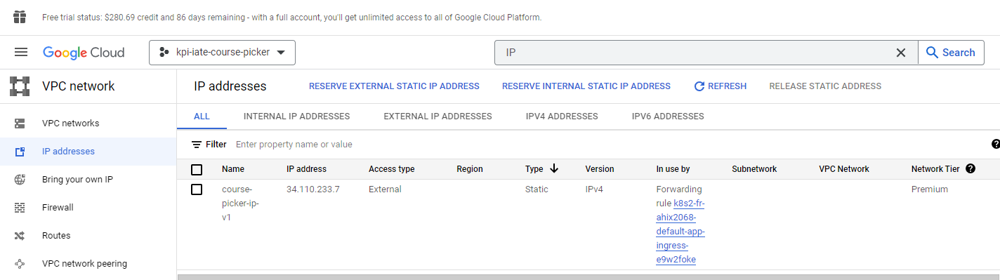 Free trial status: $280.69 credit and 86 days remaining - with a full account, you'll get unlimited access to all of Google Cloud Platform.
Google Cloud
kpi-iate-course-picker
IP
Search
VPC network
IP addresses
RESERVE EXTERNAL STATIC IP ADDRESS
RESERVE INTERNAL STATIC IP ADDRESS
REFRESH
RELEASE STATIC ADDRESS
VPC networks
IP addresses
Bring your own IP
Firewall
Routes
VPC network peering
ALL
INTERNAL IP ADDRESSES
EXTERNAL IP ADDRESSES
IPV4 ADDRESSES
IPV6 ADDRESSES
Filter Enter property name or value
Name IP address Access type Region Type Version In use by Subnetwork VPC Network Network Tier
course-
picker-ip-
v1
34.110.233.7
External
Static
IPv4
Forwarding
rule k8s2-fr-
ahix2068-
default-app-
ingress-
e9w2foke
Premium